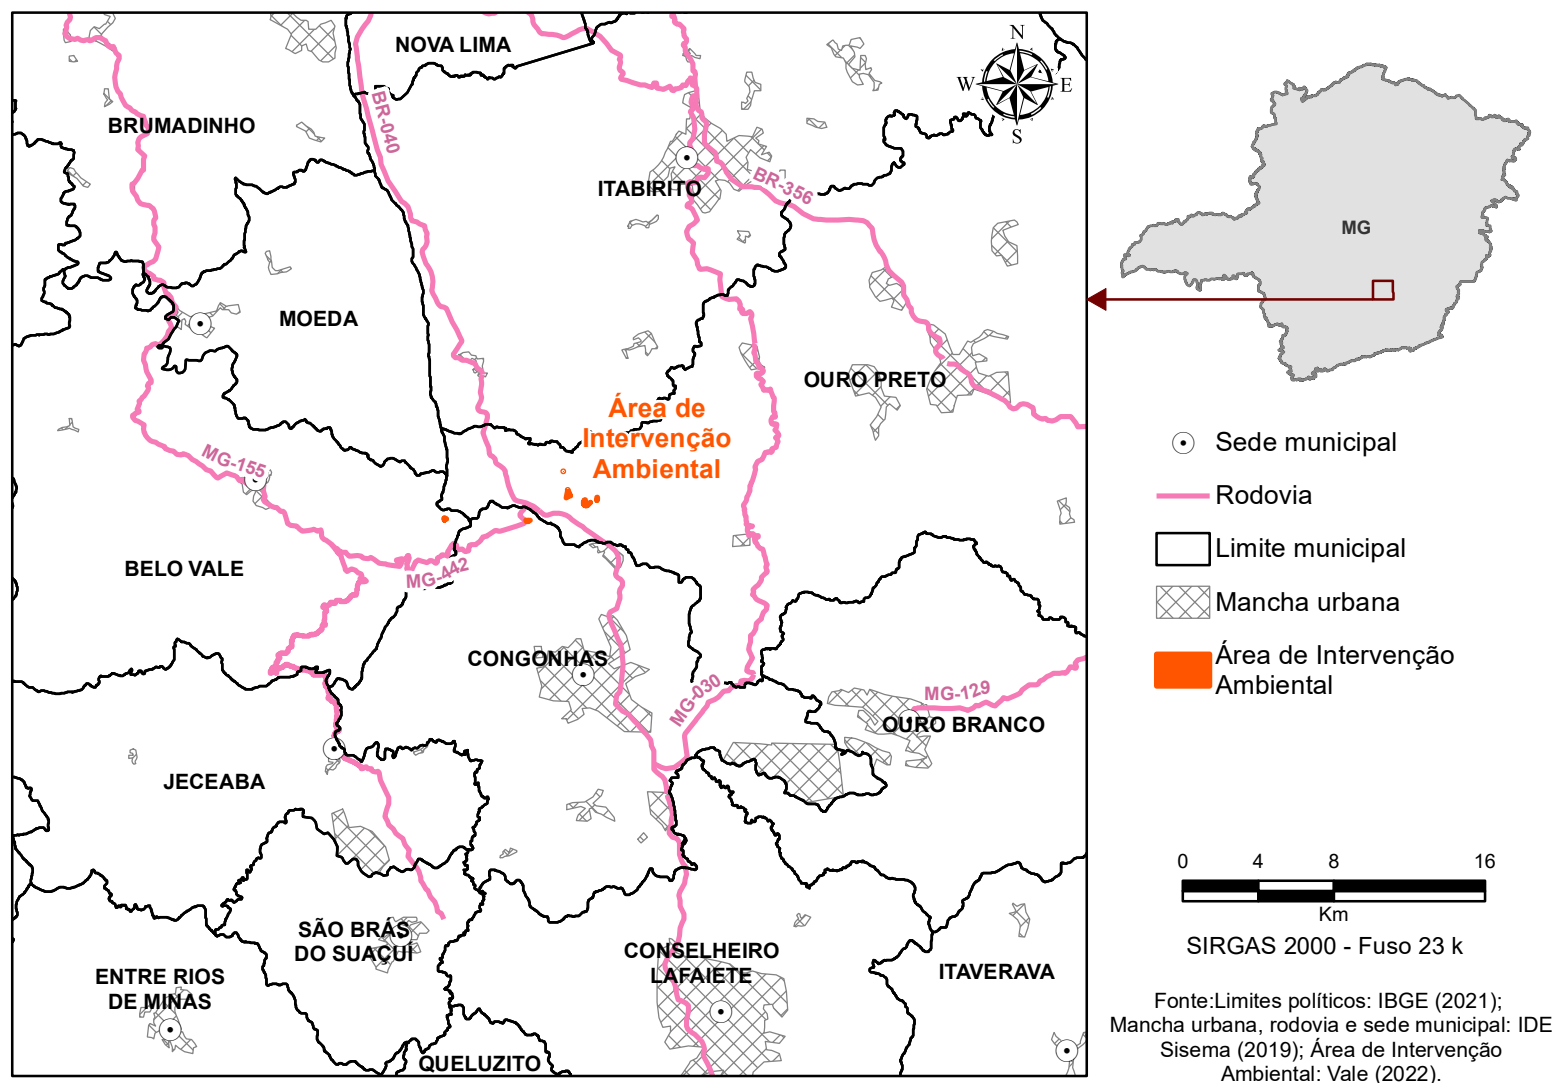 NOVA LIMA
N
W
E
S
BR-040
BRUMADINHO
ITABIRITO
BR-356
MG
MOEDA
OURO PRETO
Área de
Intervenção
Ambiental
MG-155
BELO VALE
MG-442
CONGONHAS
MG-030
MG-129
OURO BRANCO
JECEABA
SÃO BRÁS
DO SUAÇUÍ
CONSELHEIRO
LAFAIETE
ITAVERAVA
ENTRE RIOS
DE MINAS
QUELUZITO
Sede municipal
Rodovia
Limite municipal
Mancha urbana
Área de Intervenção
Ambiental
0 4 8 16
Km
SIRGAS 2000 - Fuso 23 k
Fonte:Limites políticos: IBGE (2021);
Mancha urbana, rodovia e sede municipal: IDE
Sisema (2019); Área de Intervenção
Ambiental: Vale (2022).